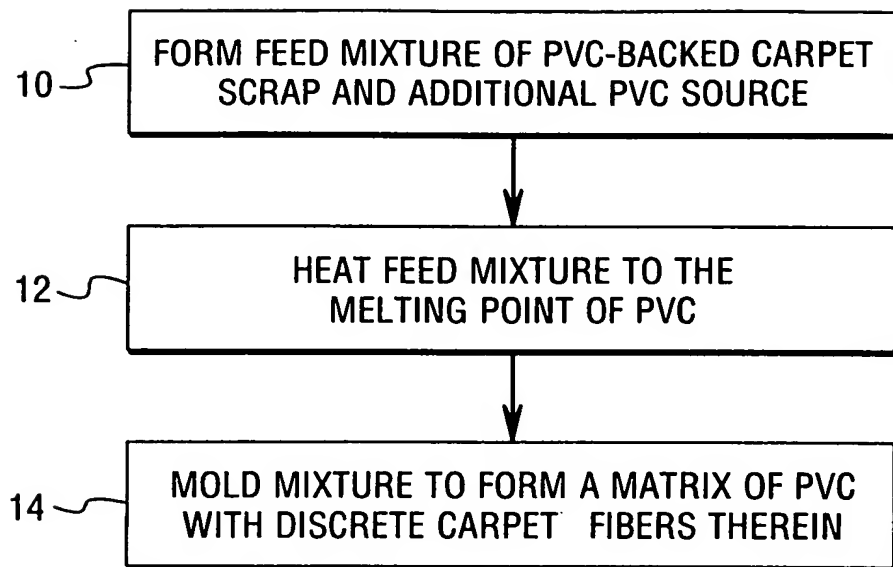 10
FORM FEED MIXTURE OF PVC-BACKED CARPET
SCRAP AND ADDITIONAL PVC SOURCE
12
HEAT FEED MIXTURE TO THE
MELTING POINT OF PVC
14
MOLD MIXTURE TO FORM A MATRIX OF PVC
WITH DISCRETE CARPET FIBERS THEREIN